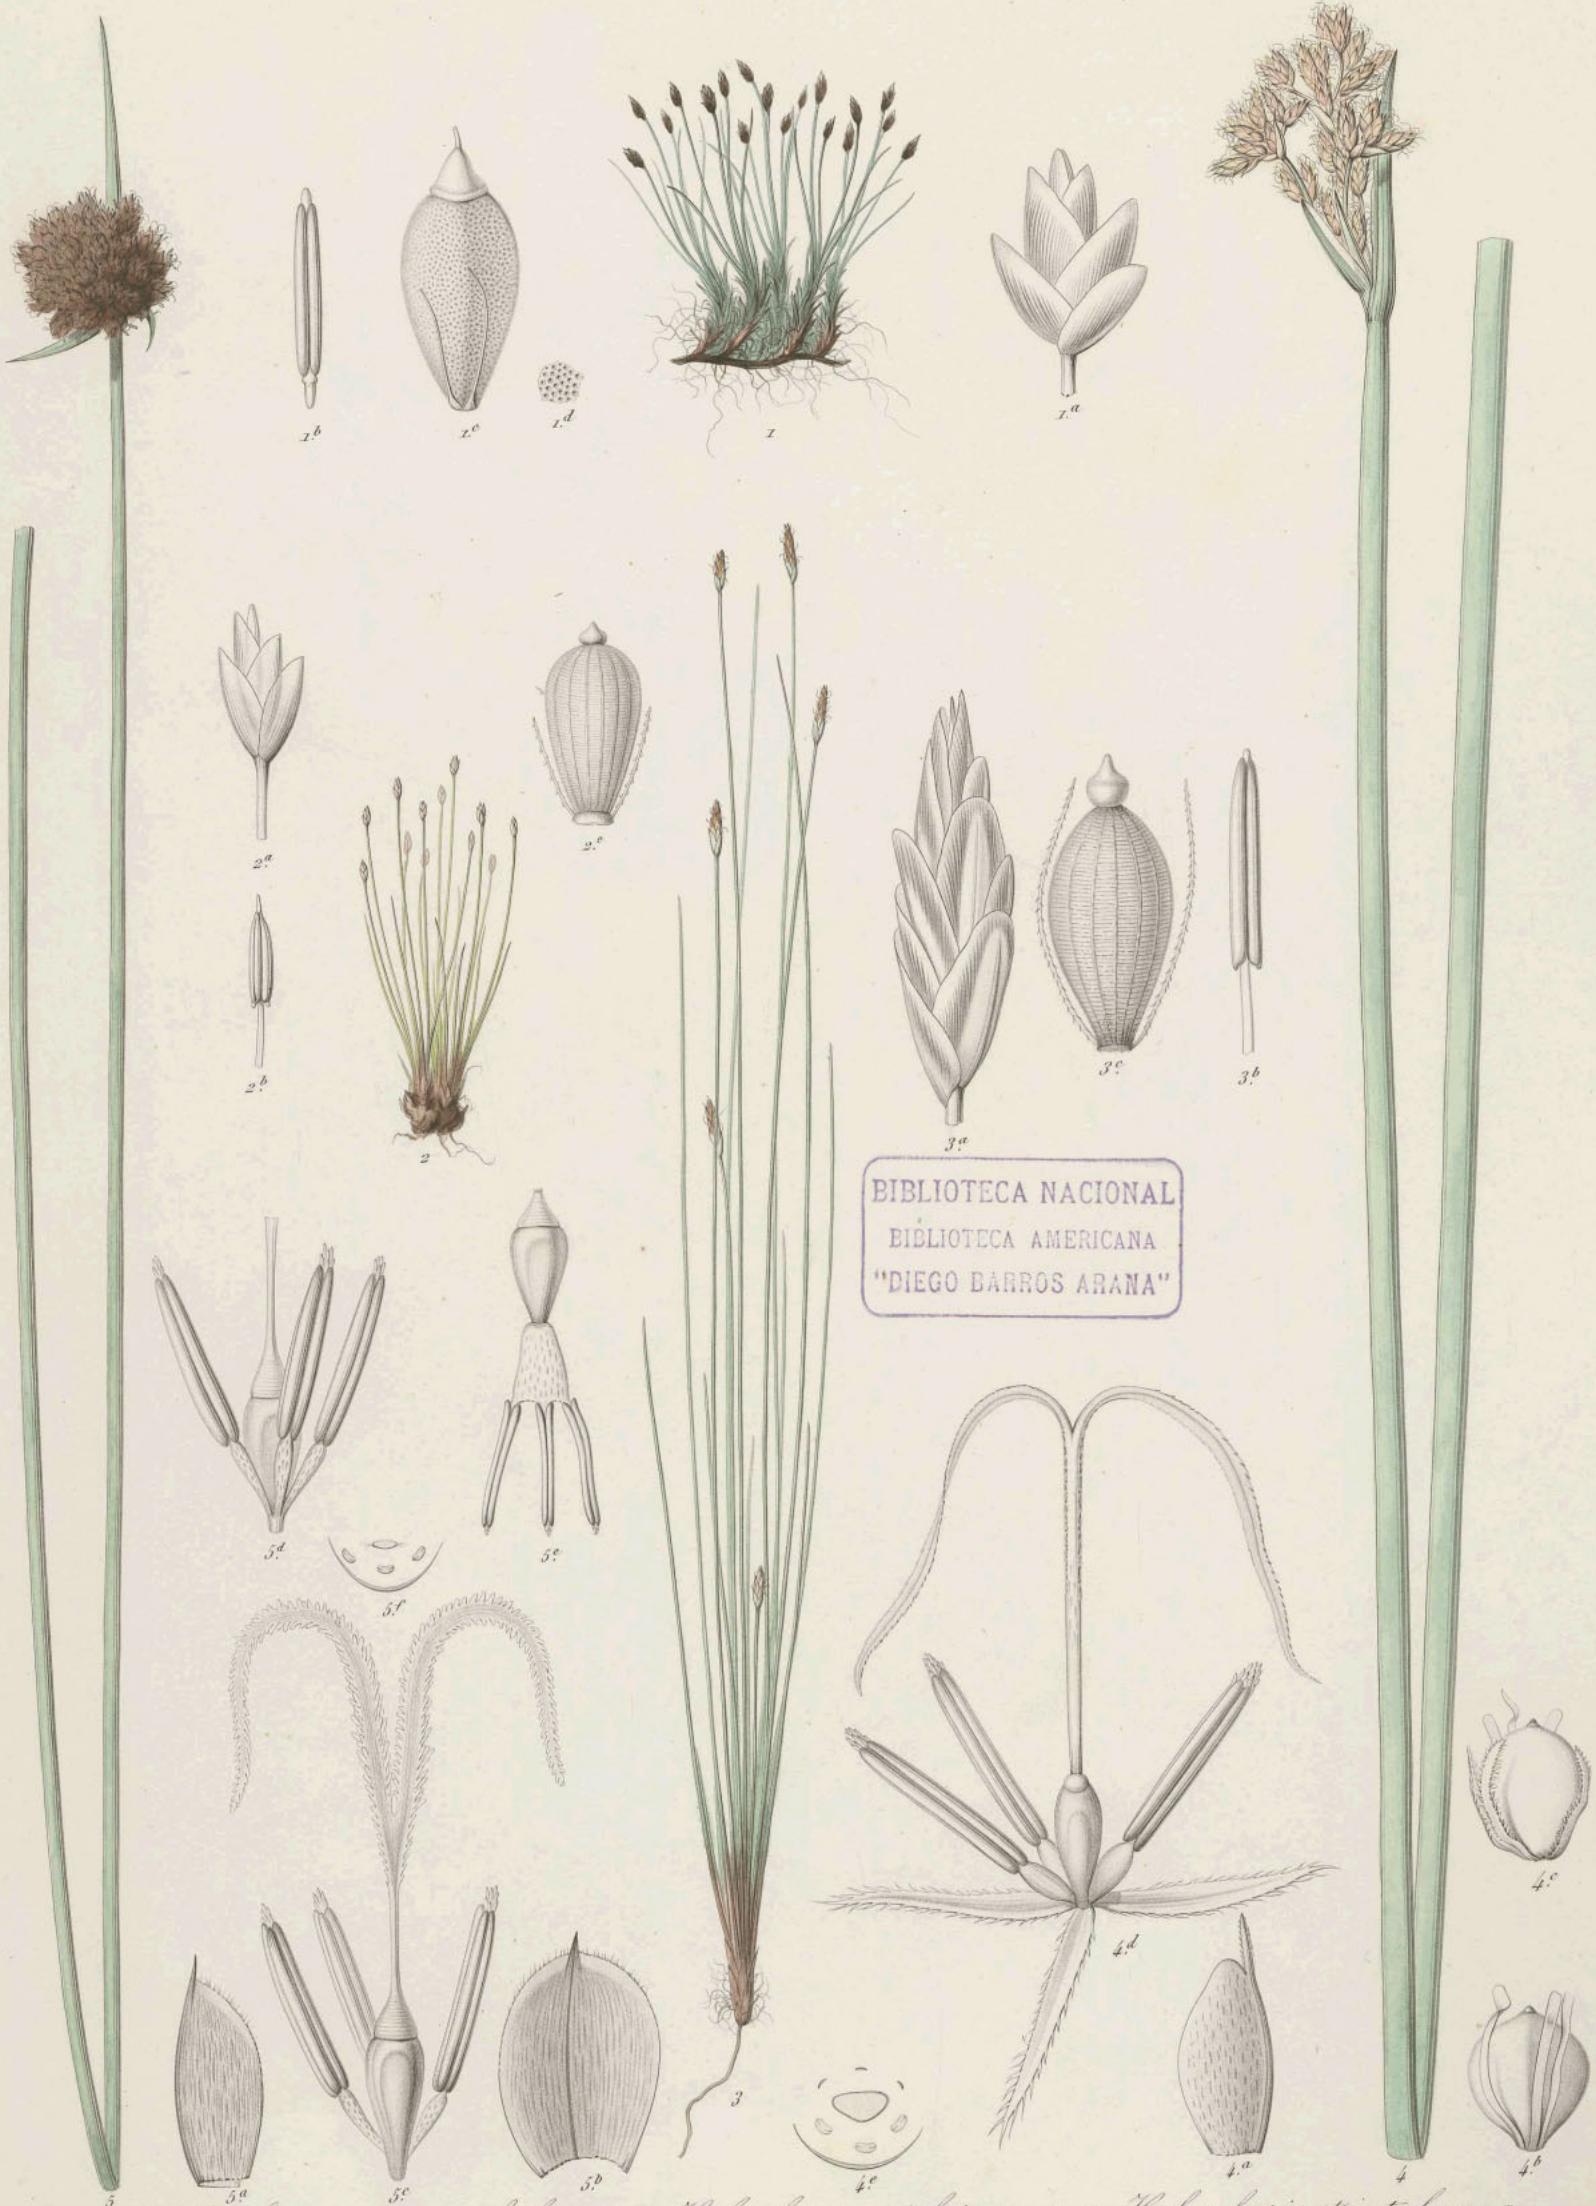 1.b
1.c
1.d
1
1.a
2.a
2.c
2.b
2
3.a
3.c
3.b
BIBLIOTECA NACIONAL
BIBLIOTECA AMERICANA
"DIEGO BARROS ARANA"
5.d
5.e
5.f
4.c
4.d
3
5
5.a
5.c
5.b
4.e
4.a
4
4.b